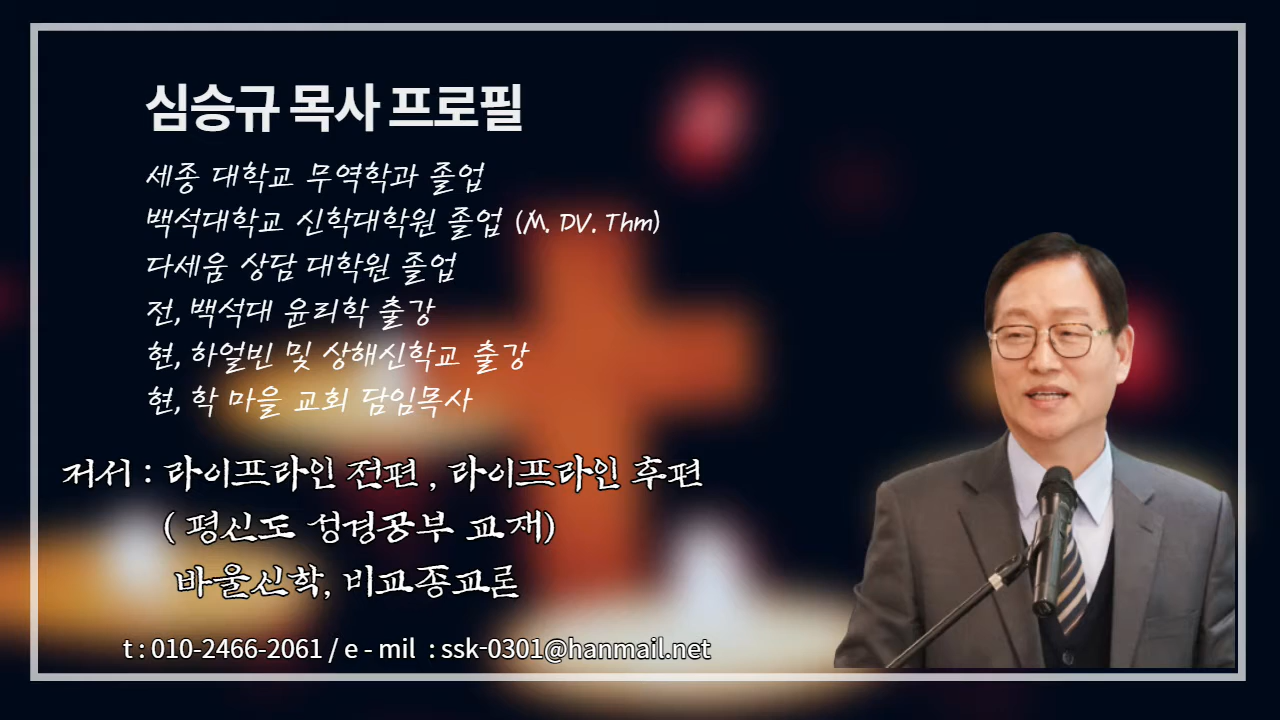 심승규 목사 프로필
세종 대학교 무역학과 졸업
백석대학교 신학대학원 졸업 (M. DV. Thm)
다세움 상담 대학원 졸업
전, 백석대 윤리학 출강
현, 하얼빈 및 상해신학교 출강
현, 학 마을 교회 담임목사
저서 : 라이프라인 전편 , 라이프라인 후편
( 평신도 성경공부 교재)
바울신학, 비교종교론
t : 010-2466-2061 / e - mil : ssk-0301@hanmail.net